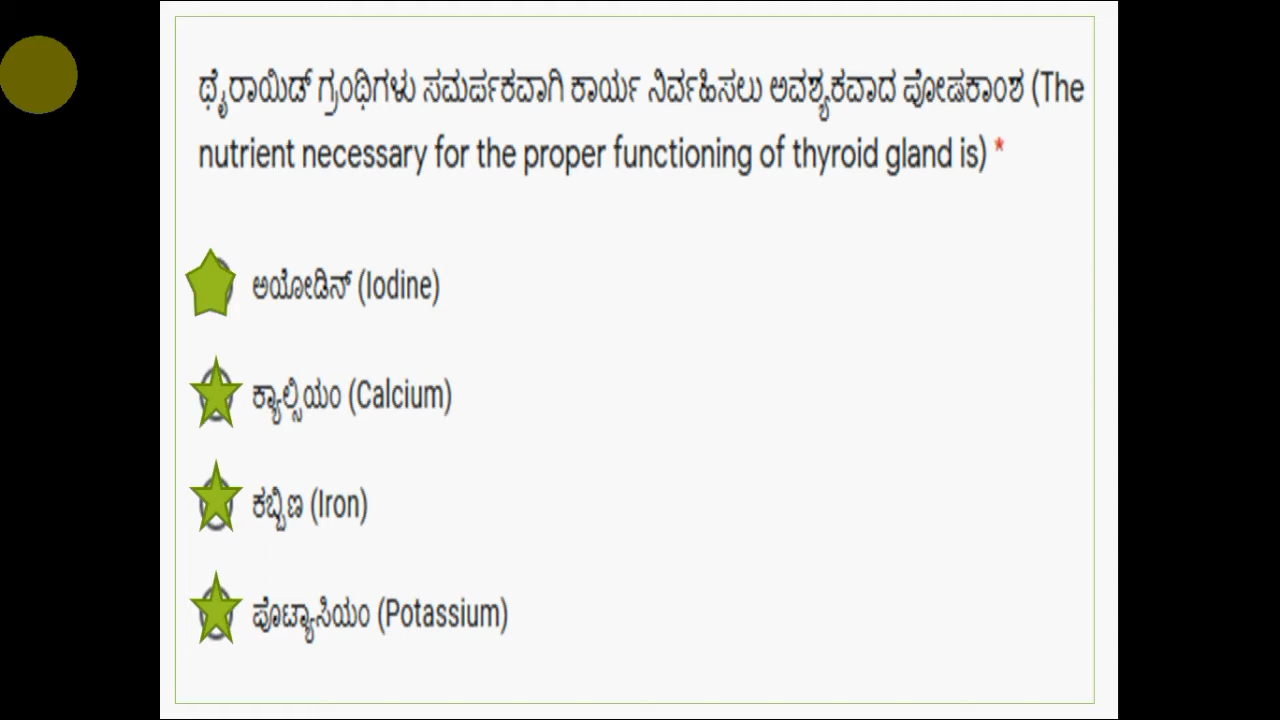 ಥೈರಾಯಿಡ್ ಗ್ರಂಥಿಗಳು ಸಮರ್ಪಕವಾಗಿ ಕಾರ್ಯ ನಿರ್ವಹಿಸಲು ಅವಶ್ಯಕವಾದ ಪೋಷಕಾಂಶ (The
nutrient necessary for the proper functioning of thyroid gland is) *
ಅಯೋಡಿನ್ (Iodine)
ಕ್ಯಾಲ್ಸಿಯಂ (Calcium)
ಕಬ್ಬಿಣ (Iron)
ಪೊಟ್ಯಾಸಿಯಂ (Potassium)